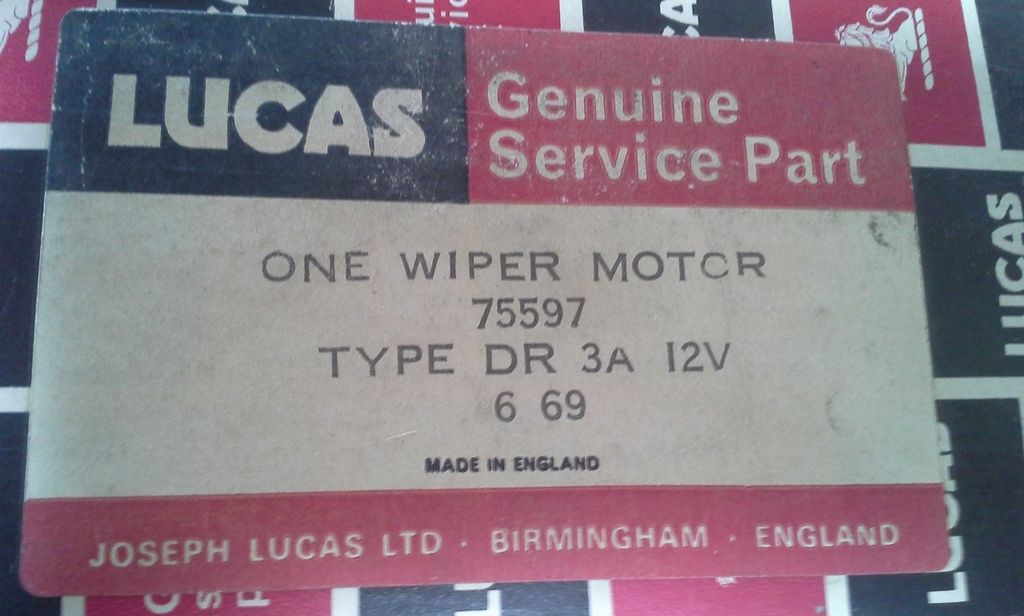 LUCAS
Genuine
Service Part
ONE WIPER MOTCR
75597
TYPE DR 3A 12V
6 69
MADE IN ENGLAND
JOSEPH LUCAS LTD · BIRMINGHAM · ENGLAND
LUCAS